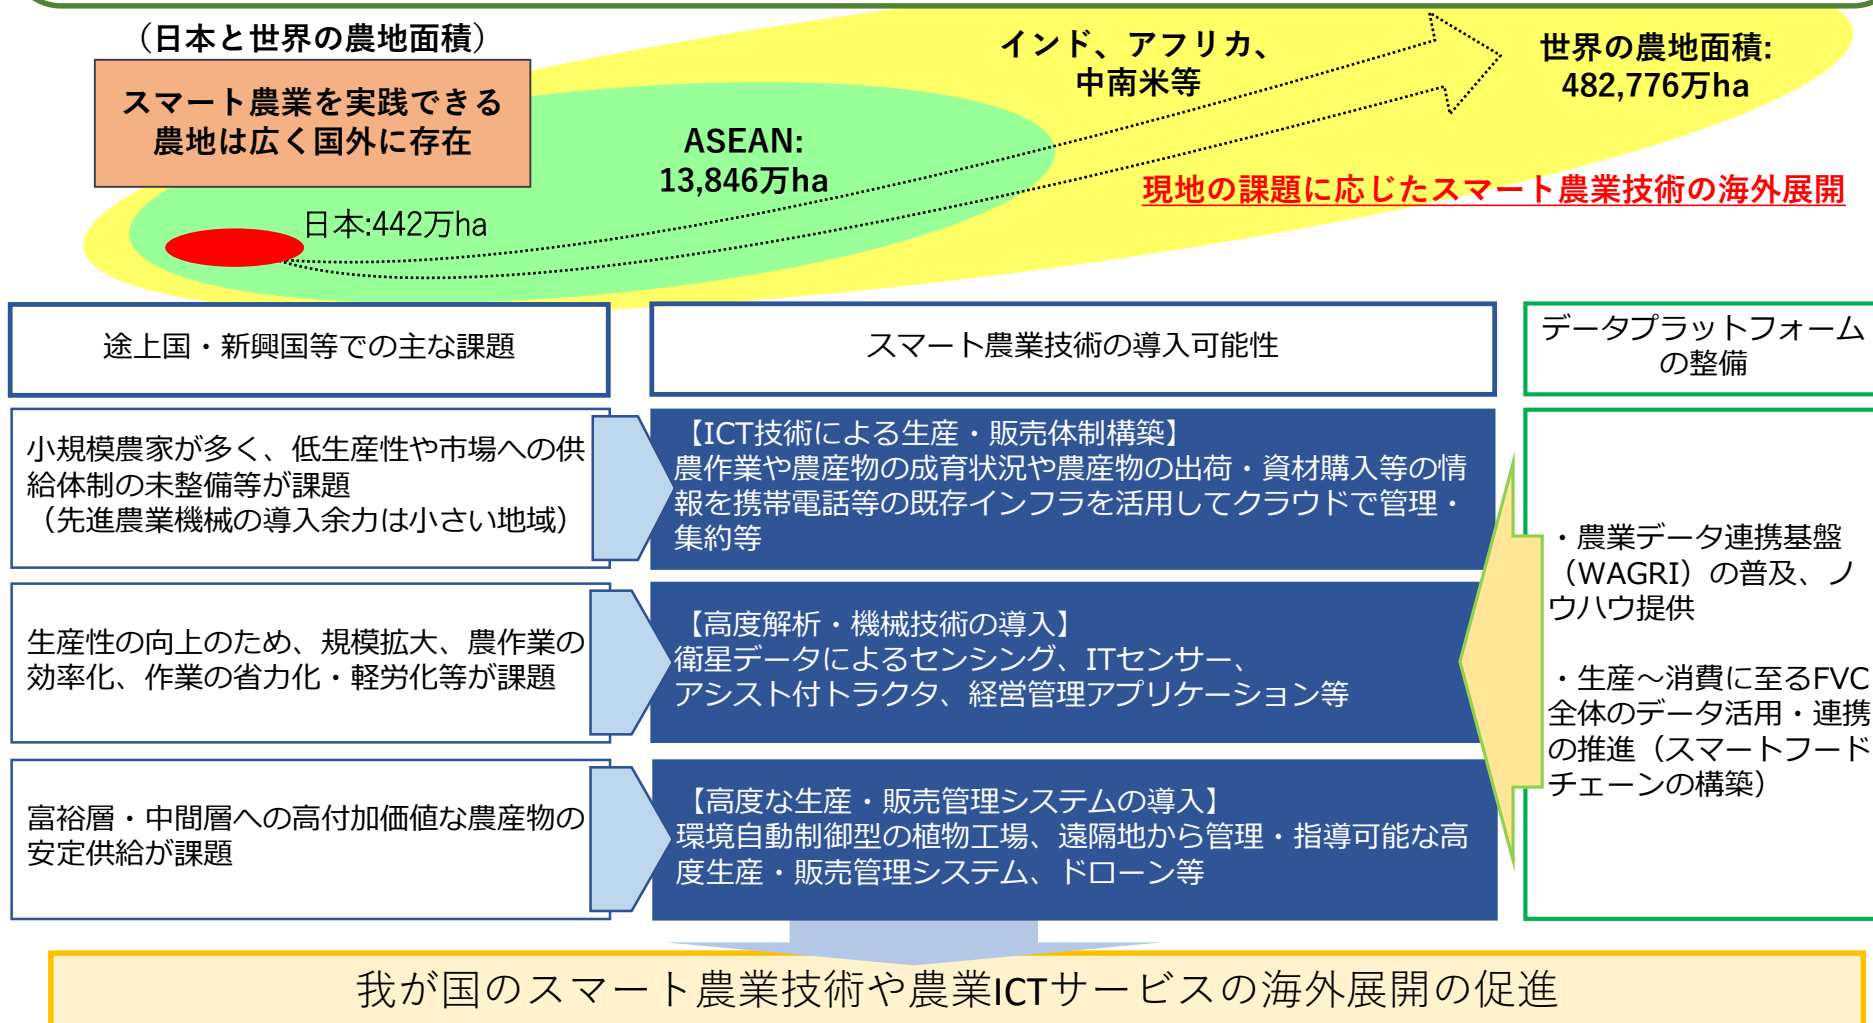 （日本と世界の農地面積）
スマート農業を実践できる
農地は広く国外に存在
インド、アフリカ、
中南米等
世界の農地面積:
482,776万ha
ASEAN:
13,846万ha
日本:442万ha
現地の課題に応じたスマート農業技術の海外展開
途上国・新興国等での主な課題
スマート農業技術の導入可能性
データプラットフォーム
の整備
小規模農家が多く、低生産性や市場への供
給体制の未整備等が課題
（先進農業機械の導入余力は小さい地域）
【ICT技術による生産・販売体制構築】
農作業や農産物の成育状況や農産物の出荷・資材購入等の情
報を携帯電話等の既存インフラを活用してクラウドで管理・
集約等
生産性の向上のため、規模拡大、農作業の
効率化、作業の省力化・軽労化等が課題
【高度解析・機械技術の導入】
衛星データによるセンシング、ITセンサー、
アシスト付トラクタ、経営管理アプリケーション等
富裕層・中間層への高付加価値な農産物の
安定供給が課題
【高度な生産・販売管理システムの導入】
環境自動制御型の植物工場、遠隔地から管理・指導可能な高
度生産・販売管理システム、ドローン等
・農業データ連携基盤
（WAGRI）の普及、ノ
ウハウ提供
・生産～消費に至るFVC
全体のデータ活用・連携
の推進（スマートフード
チェーンの構築）
我が国のスマート農業技術や農業ICTサービスの海外展開の促進